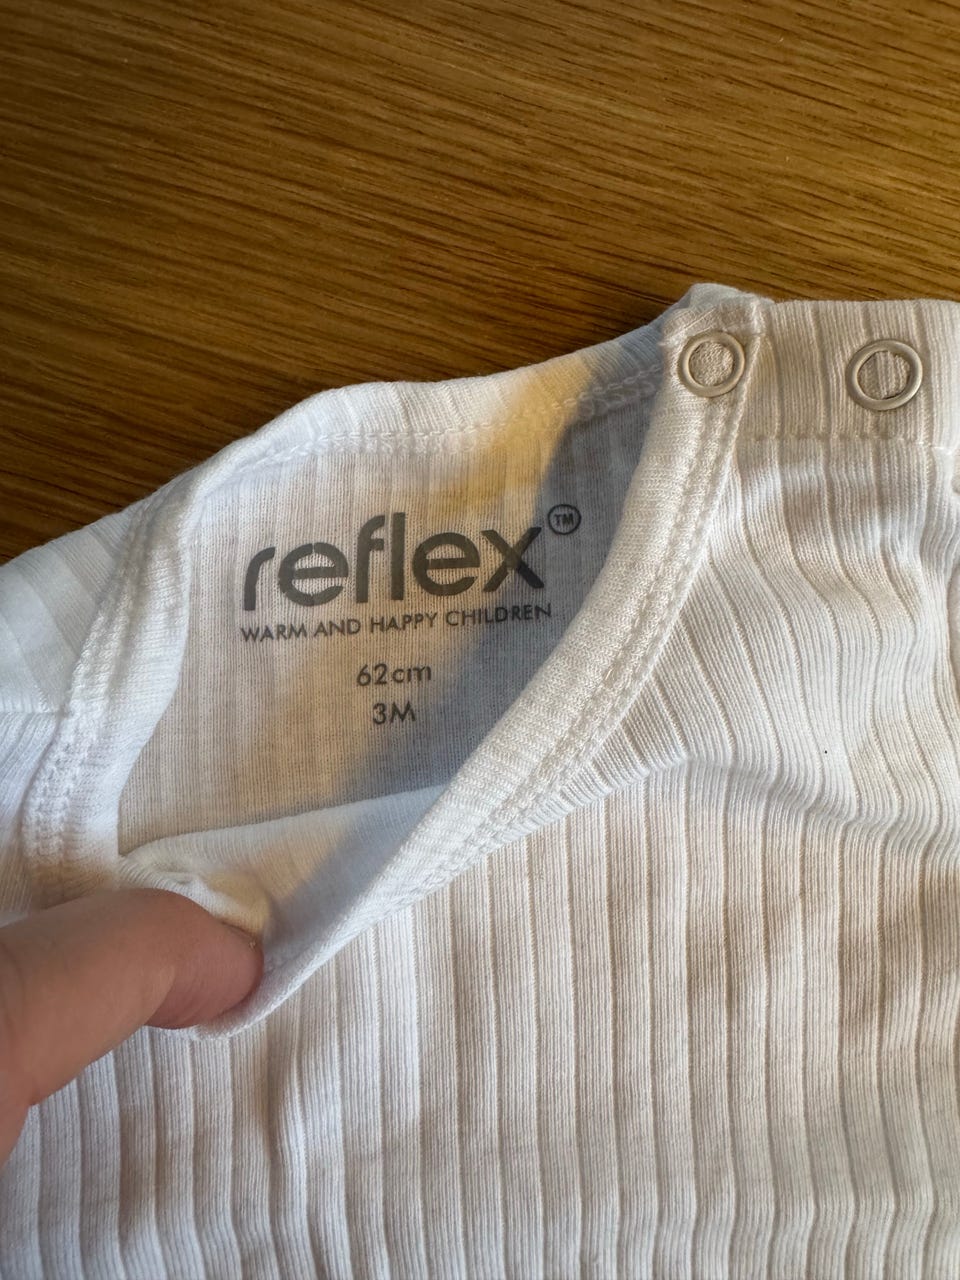 reflex™
WARM AND HAPPY CHILDREN
62cm
3M